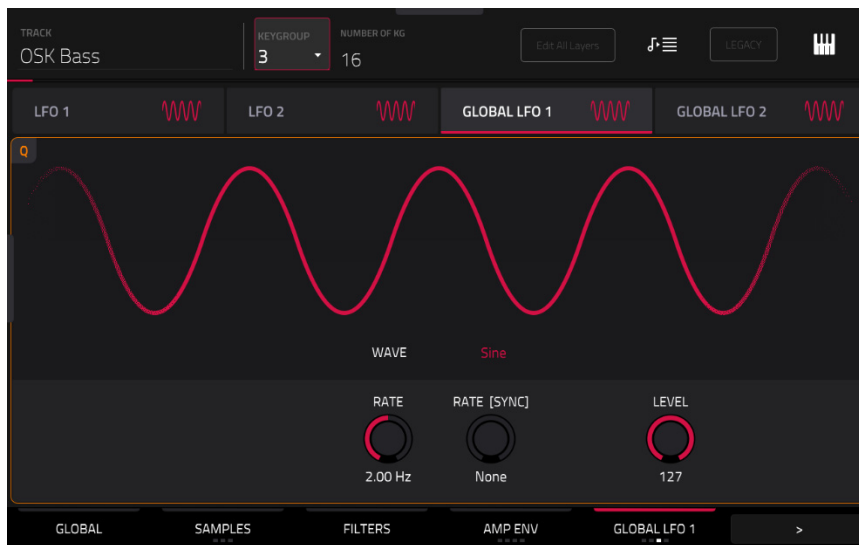 TRACK
OSK Bass
KEYGROUP
3
NUMBER OF KG
16
Edit All Layers
LEGACY
LFO 1
LFO 2
GLOBAL LFO 1
GLOBAL LFO 2
Q
WAVE
Sine
RATE
2.00 Hz
RATE [SYNC]
None
LEVEL
127
GLOBAL
SAMPLES
FILTERS
AMP ENV
GLOBAL LFO 1
>